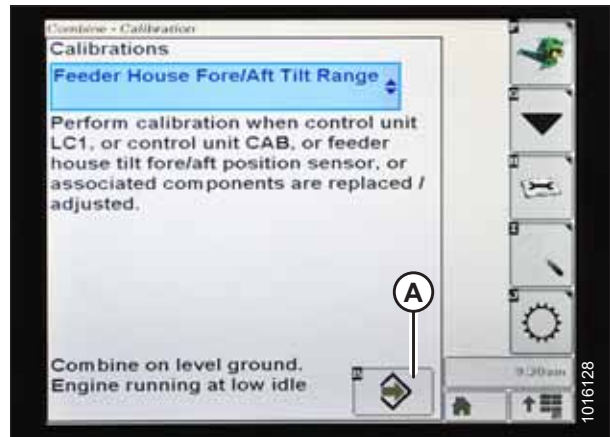 Combine - Calibration
Calibrations
Feeder House Fore/Aft Tilt Range
Perform calibration when control unit
LC1, or control unit CAB, or feeder
house tilt fore/aft position sensor, or
associated components are replaced /
adjusted.
A
Combine on level ground.
Engine running at low idle
9:20am
1016128